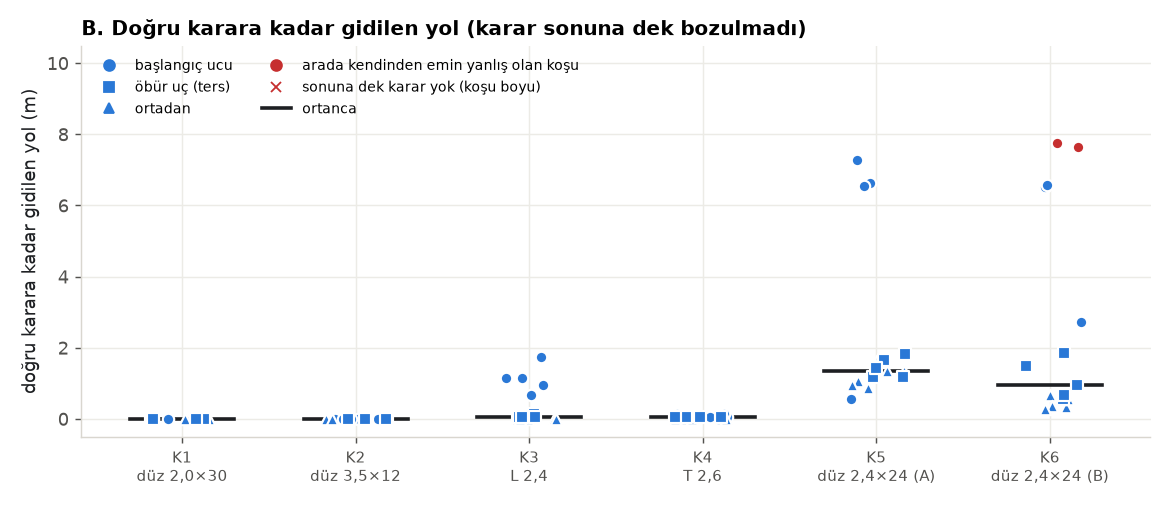 B. Doğru karara kadar gidilen yol (karar sonuna dek bozulmadı)
başlangıç ucu
öbür uç (ters)
ortadan
arada kendinden emin yanlış olan koşu
sonuna dek karar yok (koşu boyu)
ortanca
doğru karara kadar gidilen yol (m)
10
8
6
4
2
0
K1
düz 2,0×30
K2
düz 3,5×12
K3
L 2,4
K4
T 2,6
K5
düz 2,4×24 (A)
K6
düz 2,4×24 (B)